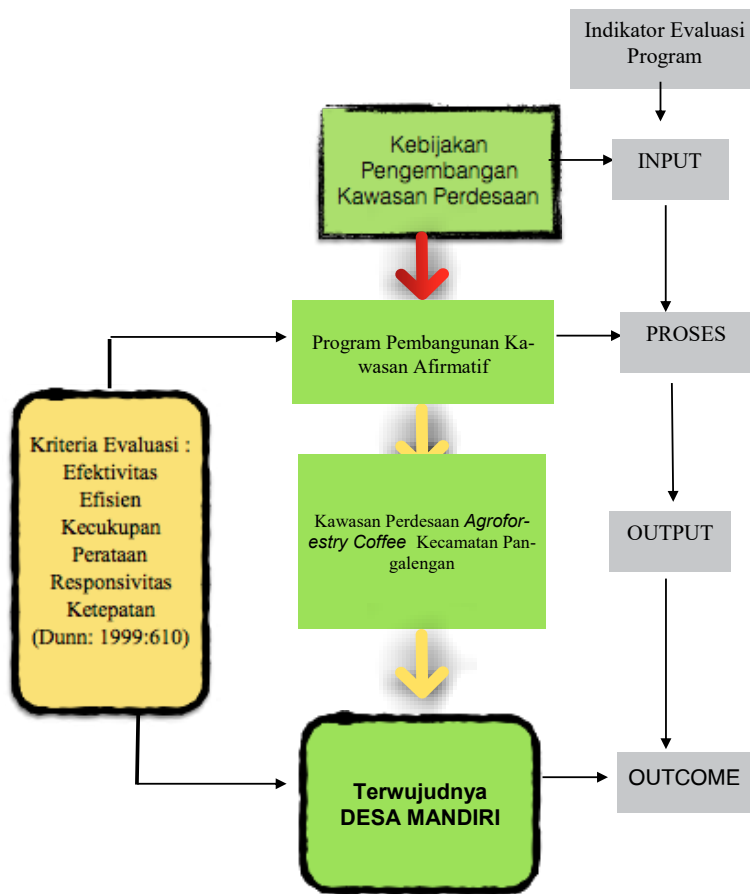 Indikator Evaluasi
Program
Kebijakan
Pengembangan
Kawasan Perdesaan
INPUT
Program Pembangunan Ka-
wasan Afirmatif
PROSES
Kriteria Evaluasi :
Efektivitas
Efisien
Kecukupan
Perataan
Responsivitas
Ketepatan
(Dunn: 1999:610)
Kawasan Perdesaan Agrofor-
estry Coffee Kecamatan Pan-
galengan
OUTPUT
Terwujudnya
DESA MANDIRI
OUTCOME